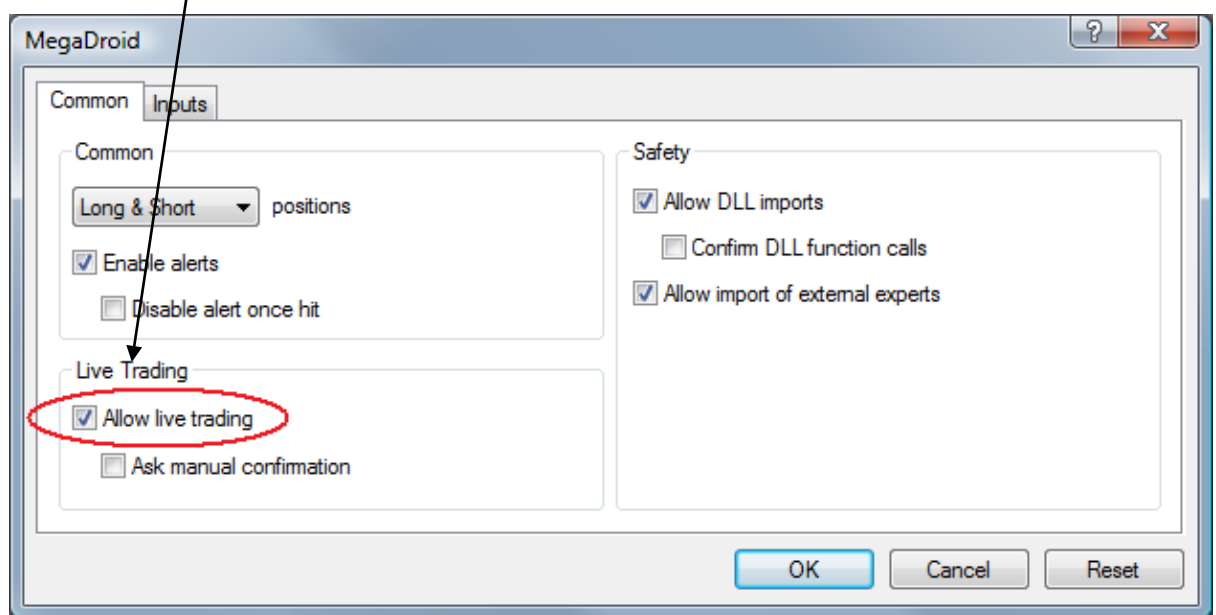 MegaDroid
Common Inputs
Common
Long & Short positions
Enable alerts
Disable alert once hit
Live Trading
Allow live trading
Ask manual confirmation
Safety
Allow DLL imports
Confirm DLL function calls
Allow import of external experts
OK Cancel Reset